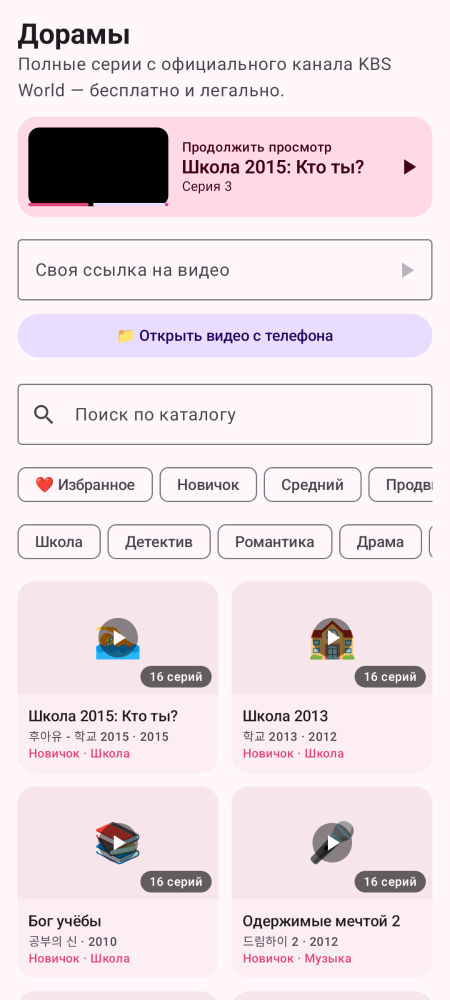 Дорамы
Полные серии с официального канала KBS
World — бесплатно и легально.
Продолжить просмотр
Школа 2015: Кто ты?
Серия 3
Своя ссылка на видео
📁 Открыть видео с телефона
Поиск по каталогу
❤️ Избранное
Новичок
Средний
Школа
Детектив
Романтика
Драма
16 серий
16 серий
Школа 2015: Кто ты?
후아유 - 학교 2015 · 2015
Новичок · Школа
Школа 2013
학교 2013 · 2012
Новичок · Школа
16 серий
16 серий
Бог учёбы
공부의 신 · 2010
Новичок · Школа
Одержимые мечтой 2
드림하이 2 · 2012
Новичок · Музыка